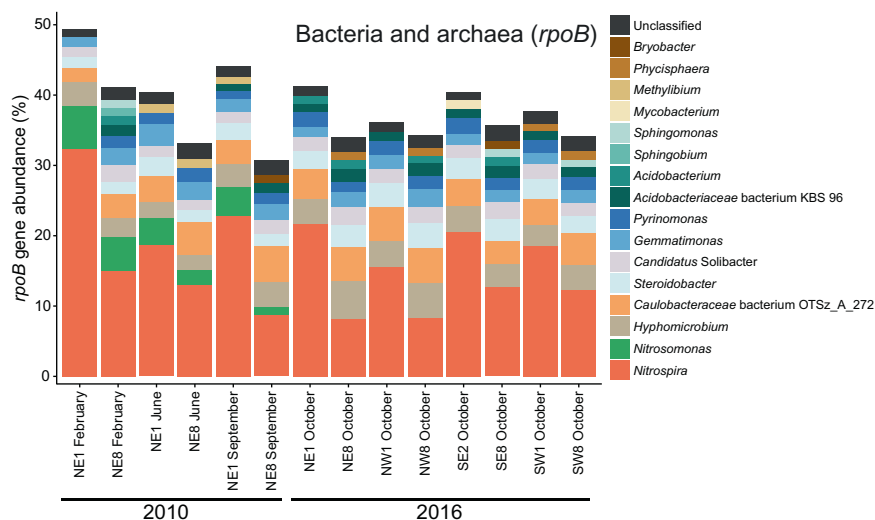 Bacteria and archaea (rpoB)
rpoB gene abundance (%)
50
40
30
20
10
0
NE1 February
NE8 February
NE1 June
NE8 June
NE1 September
NE8 September
NE1 October
NE8 October
NW1 October
NW8 October
SE2 October
SE8 October
SW1 October
SW8 October
2010
2016
Unclassified
Bryobacter
Phycisphaera
Methylibium
Mycobacterium
Sphingomonas
Sphingobium
Acidobacterium
Acidobacteriaceae bacterium KBS 96
Pyrinomonas
Gemmatimonas
Candidatus Solibacter
Steroidobacter
Caulobacteraceae bacterium OTSz_A_272
Hyphomicrobium
Nitrosomonas
Nitrospira